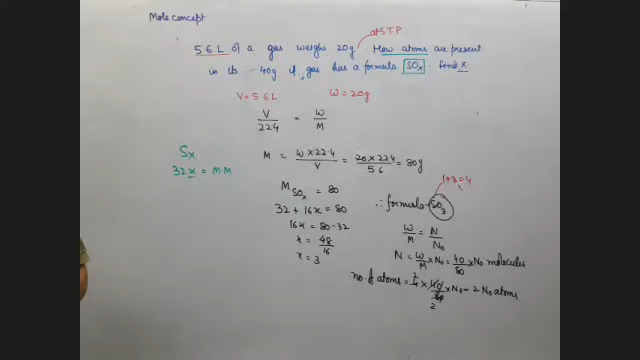 Mole concept
at S.T.P
5.6 L of a gas weighs 20g. How atoms are present
in its 40g if gas has a formula SOx. find x
V = 5.6 L W = 20g
V/22.4 = W/M
Sx
32x = MM
M = W × 22.4/V = 20 × 22.4/5.6 = 80g
M SOx = 80
32 + 16x = 80
16x = 80-32
x = 48/16
x = 3
1+3=4
∴ formula = SO3
W/M = N/N0
N = W/M × N0 = 40/80 × N0 molecules
no. of atoms = 4 × 40/80 × N0 = 2 N0 atoms